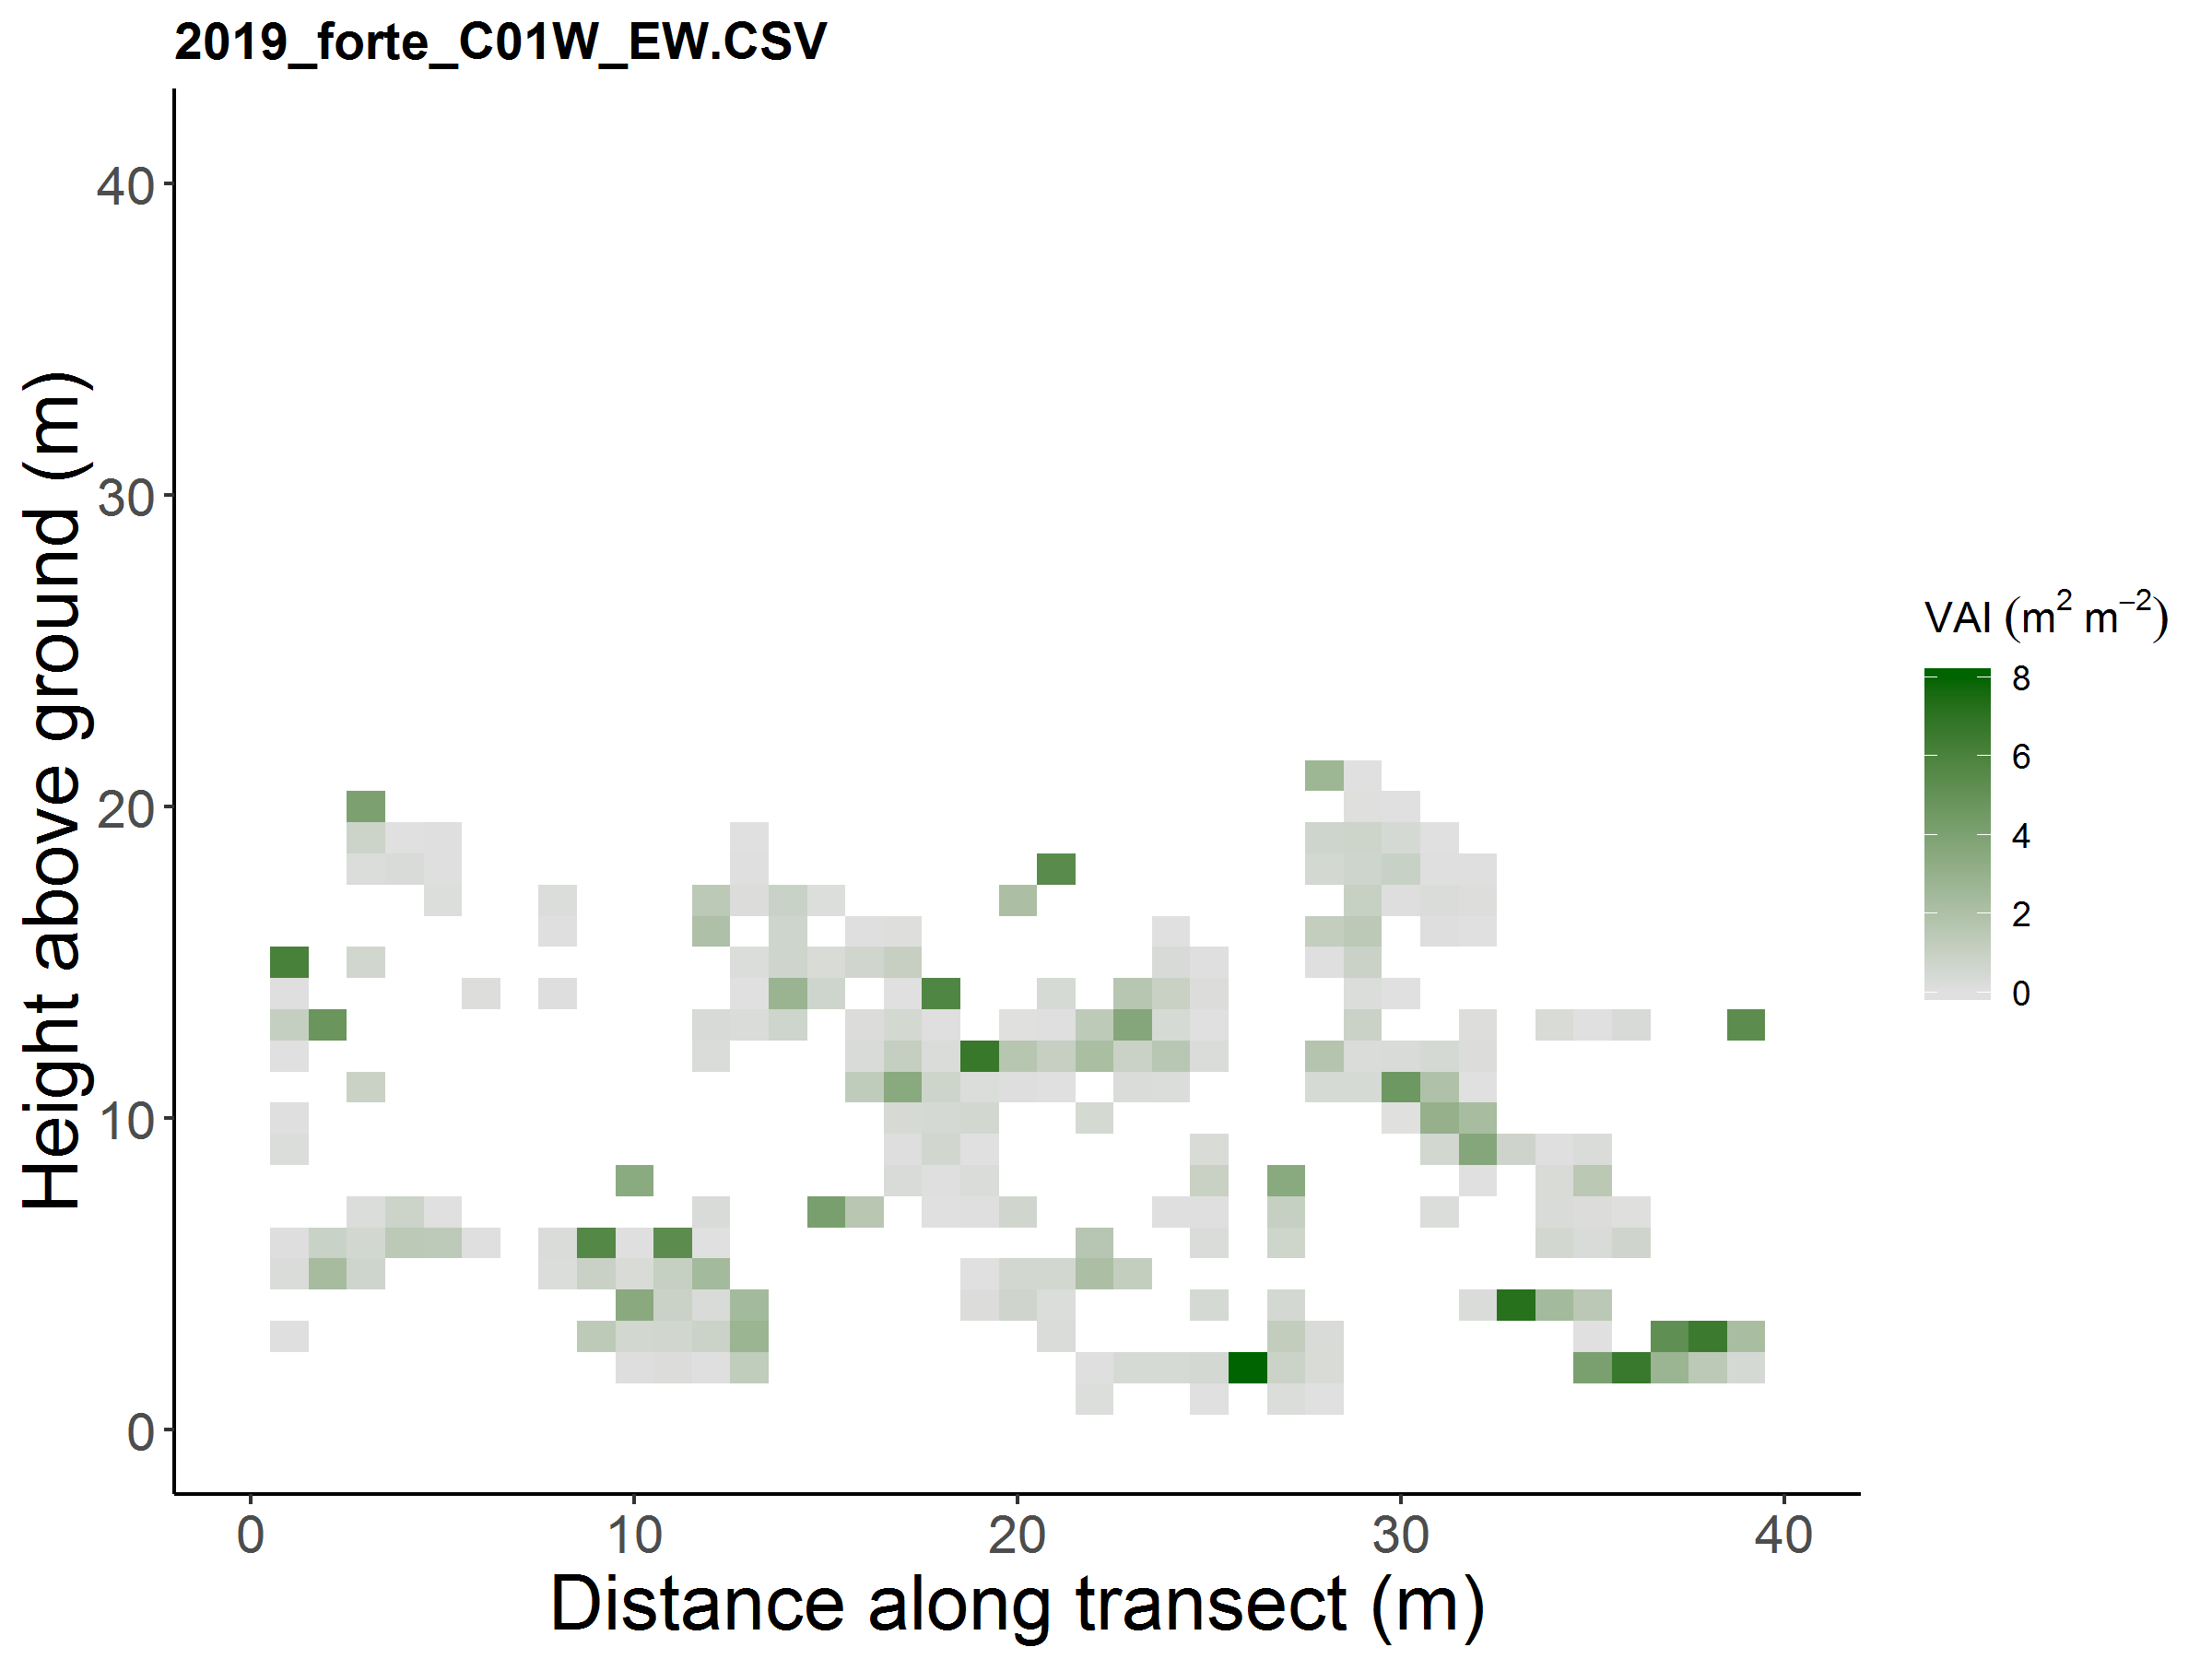 2019_forte_C01W_EW.CSV
40
30
20
10
0
Height above ground (m)
0 10 20 30 40
Distance along transect (m)
VAI (m² m⁻²)
8
6
4
2
0